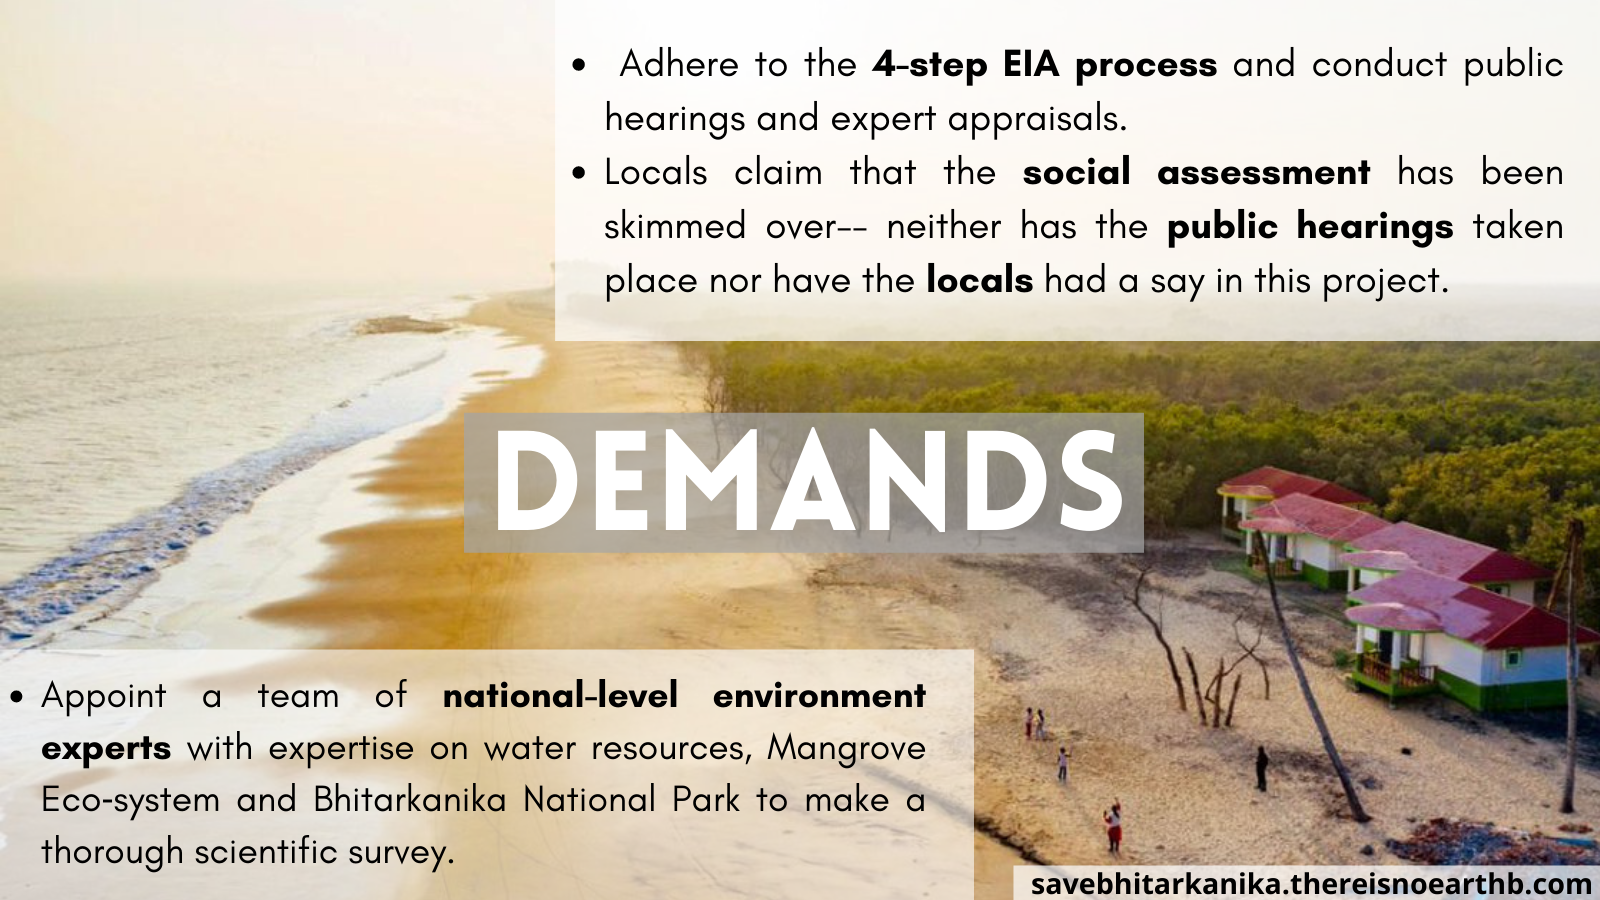 • Adhere to the 4-step EIA process and conduct public
hearings and expert appraisals.
• Locals claim that the social assessment has been
skimmed over-- neither has the public hearings taken
place nor have the locals had a say in this project.
DEMANDS
• Appoint a team of national-level environment
experts with expertise on water resources, Mangrove
Eco-system and Bhitarkanika National Park to make a
thorough scientific survey.
savebhitarkanika.thereisnoearthb.com